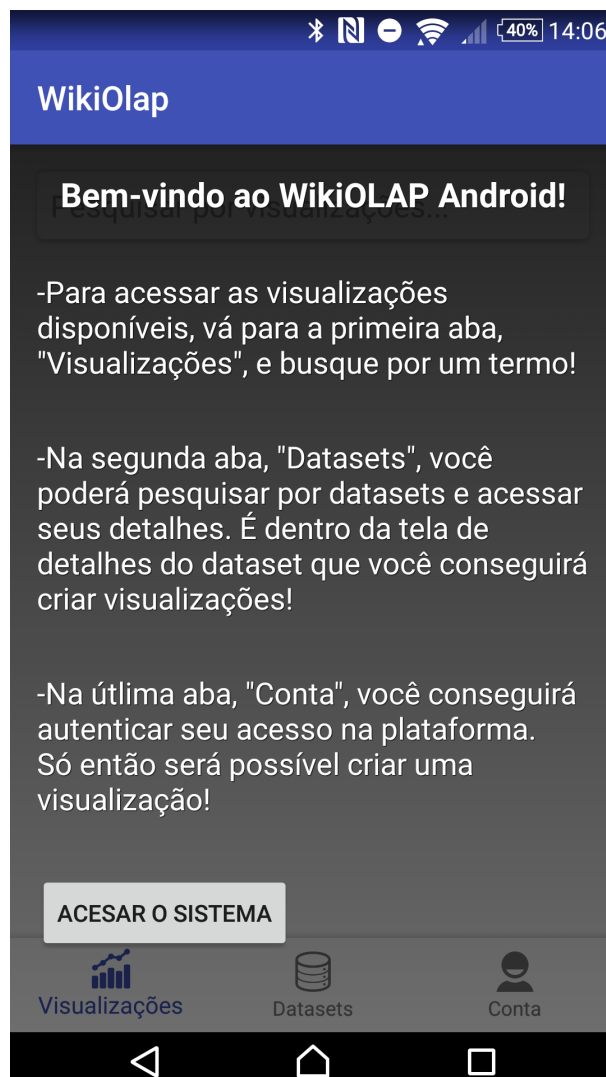 40% 14:06
WikiOlap
Bem-vindo ao WikiOLAP Android!
Pesquisar por visualizações...
-Para acessar as visualizações
disponíveis, vá para a primeira aba,
"Visualizações", e busque por um termo!
-Na segunda aba, "Datasets", você
poderá pesquisar por datasets e acessar
seus detalhes. É dentro da tela de
detalhes do dataset que você conseguirá
criar visualizações!
-Na útlima aba, "Conta", você conseguirá
autenticar seu acesso na plataforma.
Só então será possível criar uma
visualização!
ACESAR O SISTEMA
Visualizações Datasets Conta